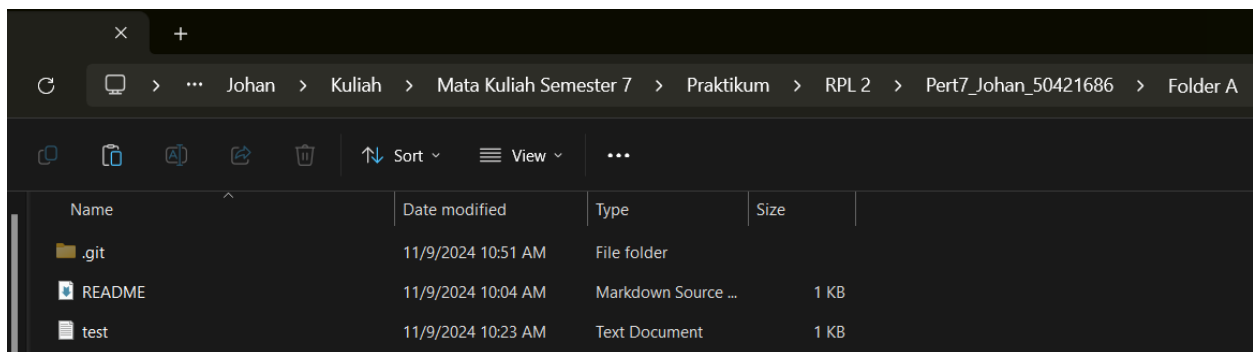 Johan > Kuliah > Mata Kuliah Semester 7 > Praktikum > RPL 2 > Pert7_Johan_50421686 > Folder A
Sort View
Name Date modified Type Size
.git 11/9/2024 10:51 AM File folder
README 11/9/2024 10:04 AM Markdown Source ... 1 KB
test 11/9/2024 10:23 AM Text Document 1 KB